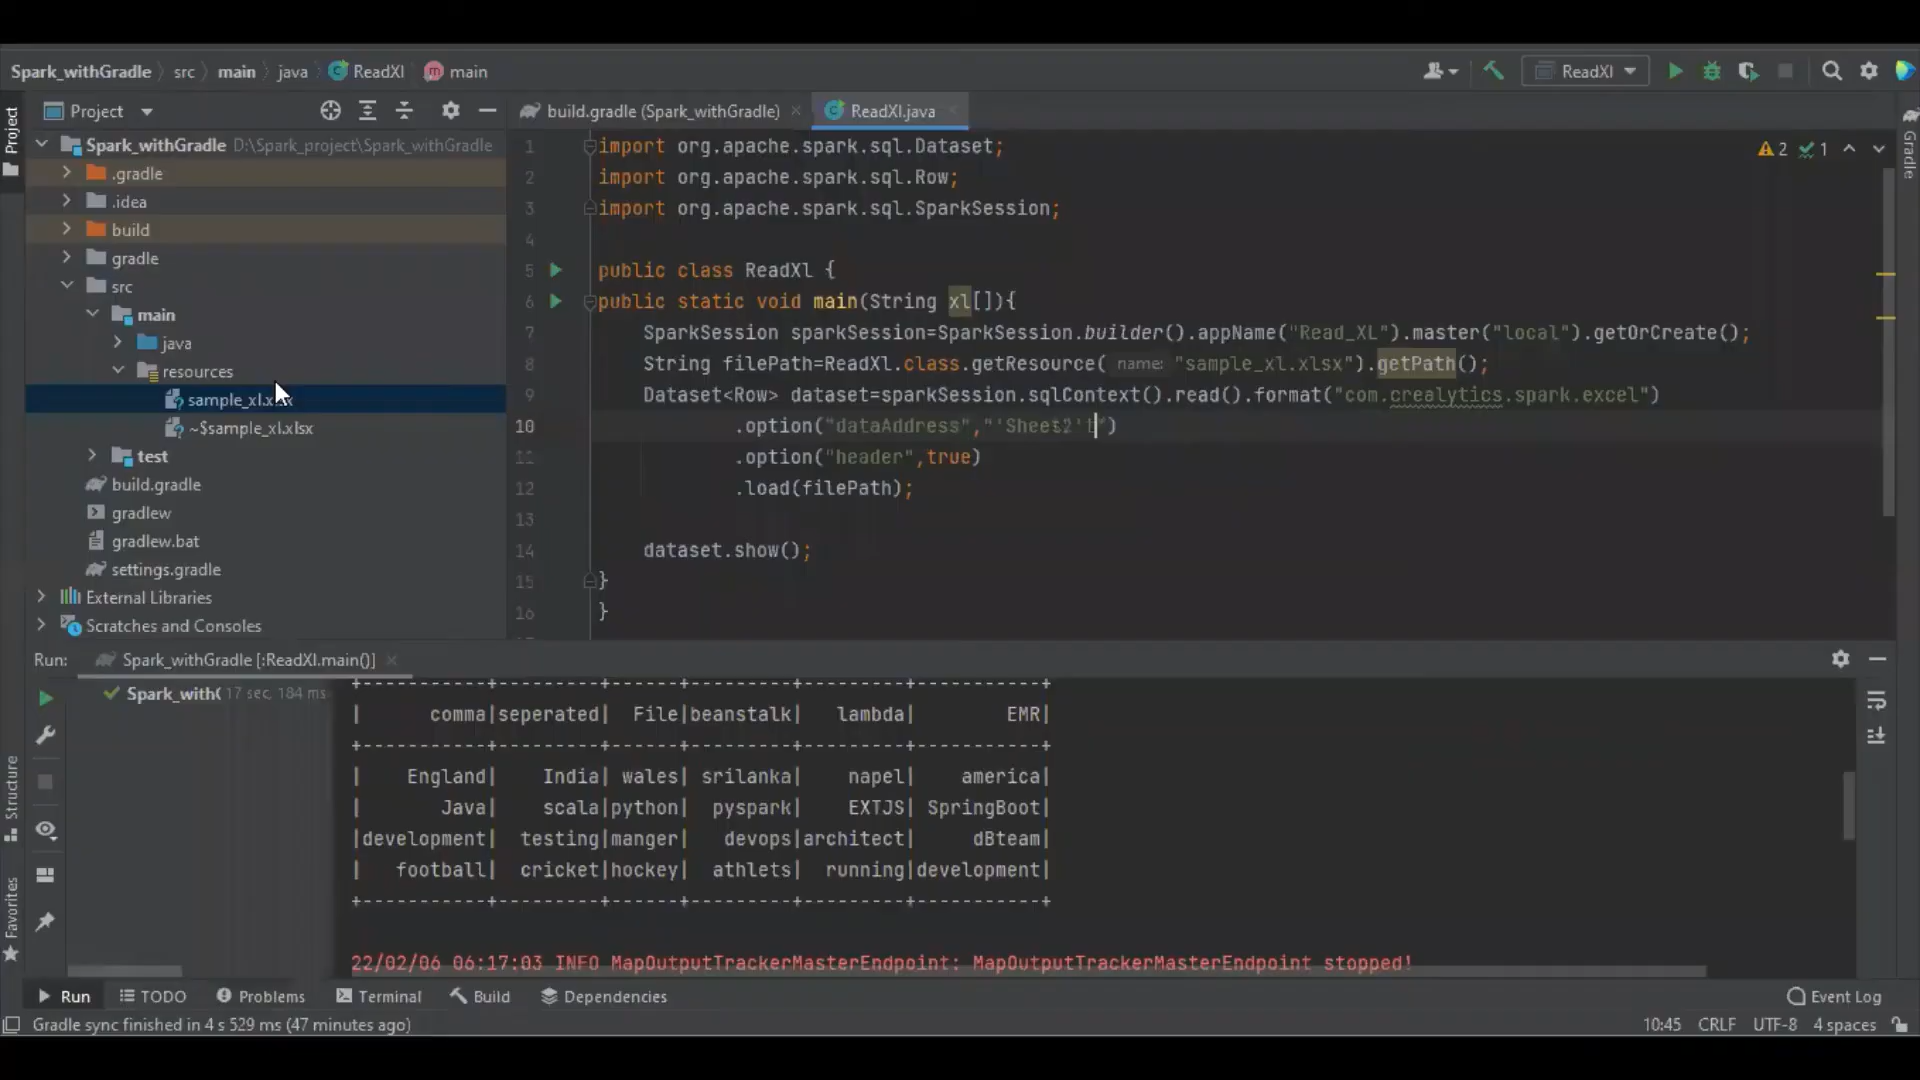 Spark_withGradle src main java ReadXl main
ReadXl
Project
build.gradle (Spark_withGradle)
ReadXl.java
Project
Gradle
Spark_withGradle D:\Spark_project\Spark_withGradle
.gradle
.idea
build
gradle
src
main
java
resources
sample_xl.xlsx
~$sample_xl.xlsx
test
build.gradle
gradlew
gradlew.bat
settings.gradle
External Libraries
Scratches and Consoles
2 1
1 import org.apache.spark.sql.Dataset;
2 import org.apache.spark.sql.Row;
3 import org.apache.spark.sql.SparkSession;
4
5 public class ReadXl {
6 public static void main(String xl[]){
7 SparkSession sparkSession=SparkSession.builder().appName("Read_XL").master("local").getOrCreate();
8 String filePath=ReadXl.class.getResource( name: "sample_xl.xlsx").getPath();
9 Dataset<Row> dataset=sparkSession.sqlContext().read().format("com.crealytics.spark.excel")
10 .option("dataAddress","'Sheet2'!")
11 .option("header",true)
12 .load(filePath);
13
14 dataset.show();
15 }
16 }
Run: Spark_withGradle [:ReadXl.main()]
Spark_with( 17 sec, 184 ms
+-----------+---------+------+---------+---------+-----------+
|      comma|seperated|  File|beanstalk|   lambda|        EMR|
+-----------+---------+------+---------+---------+-----------+
|    England|    India| wales| srilanka|    napel|    america|
|       Java|    scala|python|  pyspark|    EXTJS| SpringBoot|
|development|  testing|manger|   devops|architect|     dBteam|
|   football|  cricket|hockey| athlets|  running|development|
+-----------+---------+------+---------+---------+-----------+
22/02/06 06:17:03 INFO MapOutputTrackerMasterEndpoint: MapOutputTrackerMasterEndpoint stopped!
Structure
Favorites
Run TODO Problems Terminal Build Dependencies Event Log
Gradle sync finished in 4 s 529 ms (47 minutes ago) 10:45 CRLF UTF-8 4 spaces